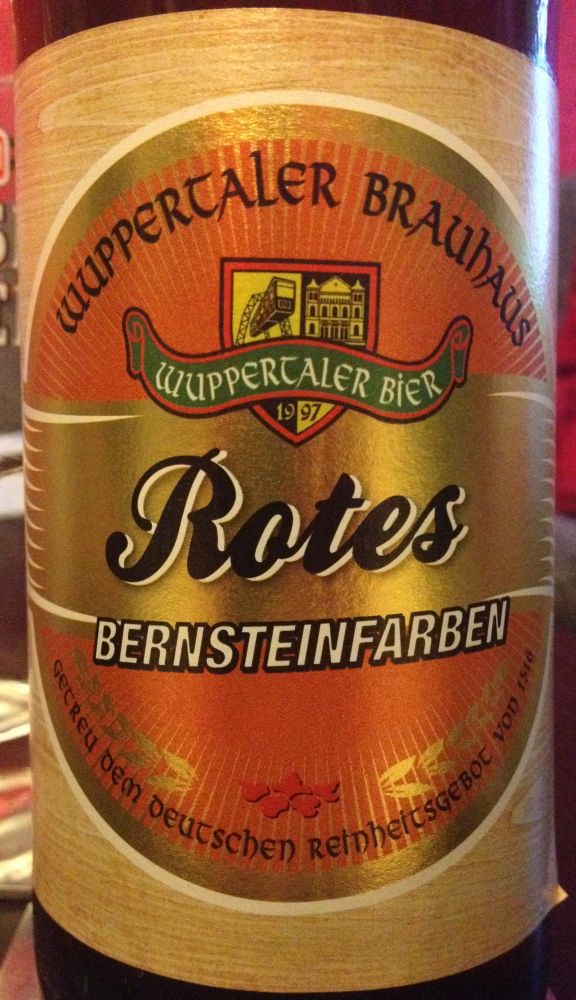 WUPPERTALER BRAUHAUS
WUPPERTALER BIER
1997
Rotes
BERNSTEINFARBEN
GETREU DEM DEUTSCHEN REINHEITSGEBOT VON 1516